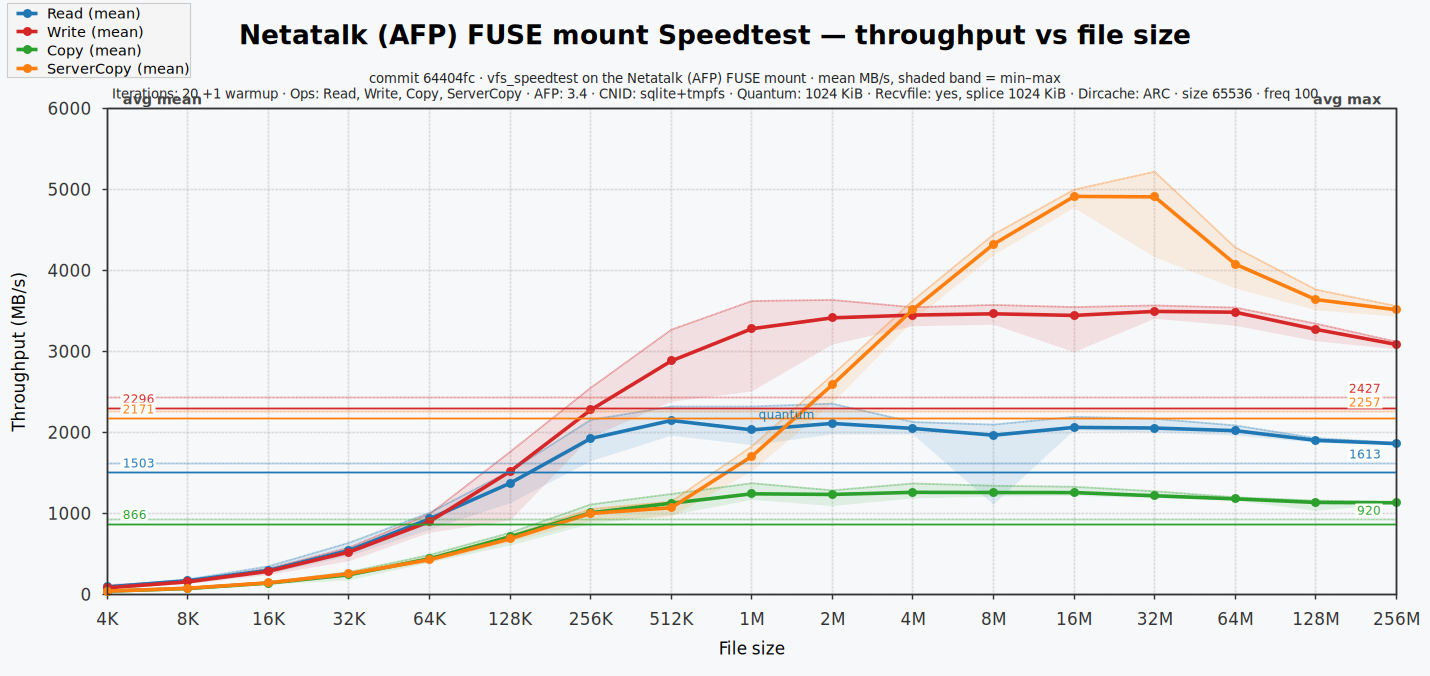 Read (mean)
Write (mean)
Copy (mean)
ServerCopy (mean)
Netatalk (AFP) FUSE mount Speedtest — throughput vs file size
commit 64404fc · vfs_speedtest on the Netatalk (AFP) FUSE mount · mean MB/s, shaded band = min–max
Iterations: 20 +1 warmup · Ops: Read, Write, Copy, ServerCopy · AFP: 3.4 · CNID: sqlite+tmpfs · Quantum: 1024 KiB · Recvfile: yes, splice 1024 KiB · Dircache: ARC · size 65536 · freq 100
avg mean
avg max
6000
5000
4000
3000
2000
1000
0
Throughput (MB/s)
2296
2171
1503
866
quantum
2427
2257
1613
920
4K 8K 16K 32K 64K 128K 256K 512K 1M 2M 4M 8M 16M 32M 64M 128M 256M
File size